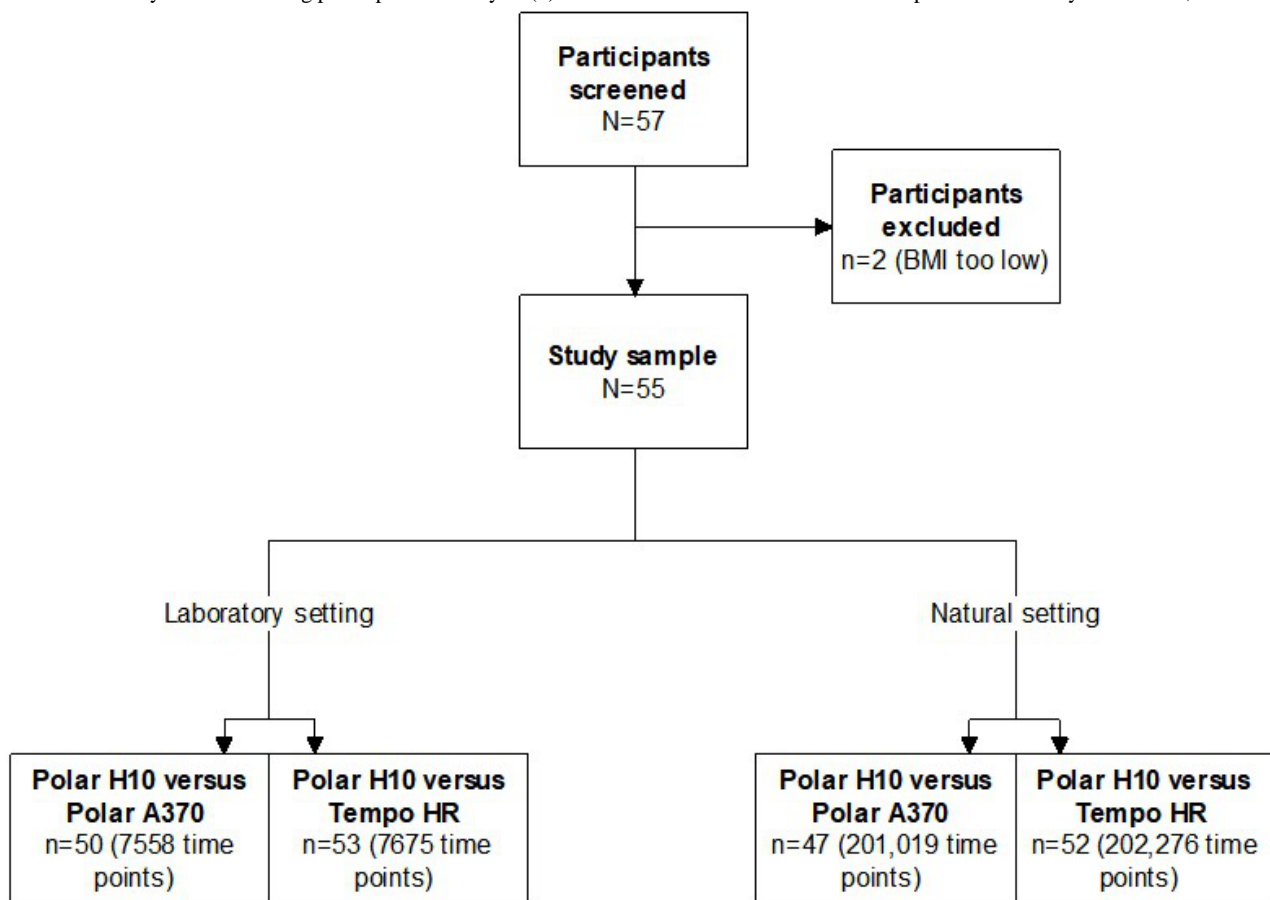 Participants
screened
N=57
Participants
excluded
n=2 (BMI too low)
Study sample
N=55
Laboratory setting
Natural setting
Polar H10 versus
Polar A370
n=50 (7558 time
points)
Polar H10 versus
Tempo HR
n=53 (7675 time
points)
Polar H10 versus
Polar A370
n=47 (201,019 time
points)
Polar H10 versus
Tempo HR
n=52 (202,276 time
points)